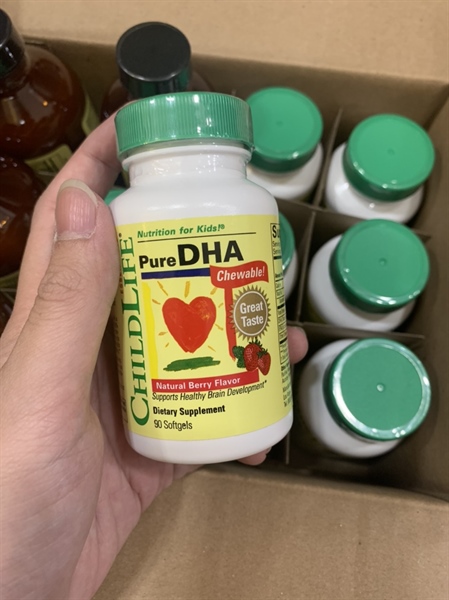 Nutrition for Kids!®
CHILDLIFE
Pure DHA
Chewable!
Great
Taste
Natural Berry Flavor
Supports Healthy Brain Development*
Dietary Supplement
90 Softgels